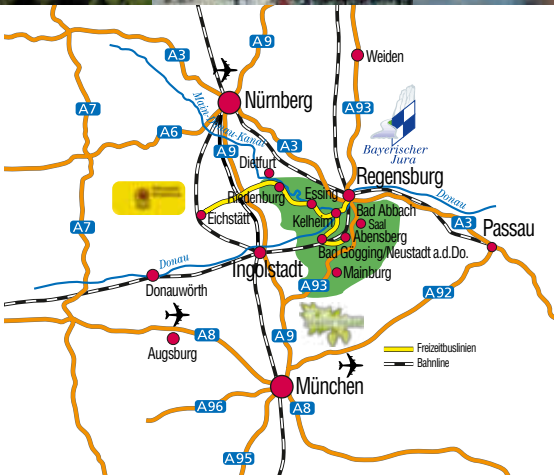 A9
A3
Weiden
A7
Nürnberg
A93
Main-Donau-Kanal
A6
A3
A9
Bayerischer
Jura
Dietfurt
Regensburg
Riedenburg
Essing
Donau
Eichstätt
Kelheim
Bad Abbach
Saal
A3
A7
Abensberg
Passau
Bad Gögging/Neustadt a.d.Do.
Donau
Ingolstadt
Mainburg
Donauwörth
A93
A92
A8
A9
Augsburg
Freizeitbuslinien
Bahnline
München
A96
A8
A95